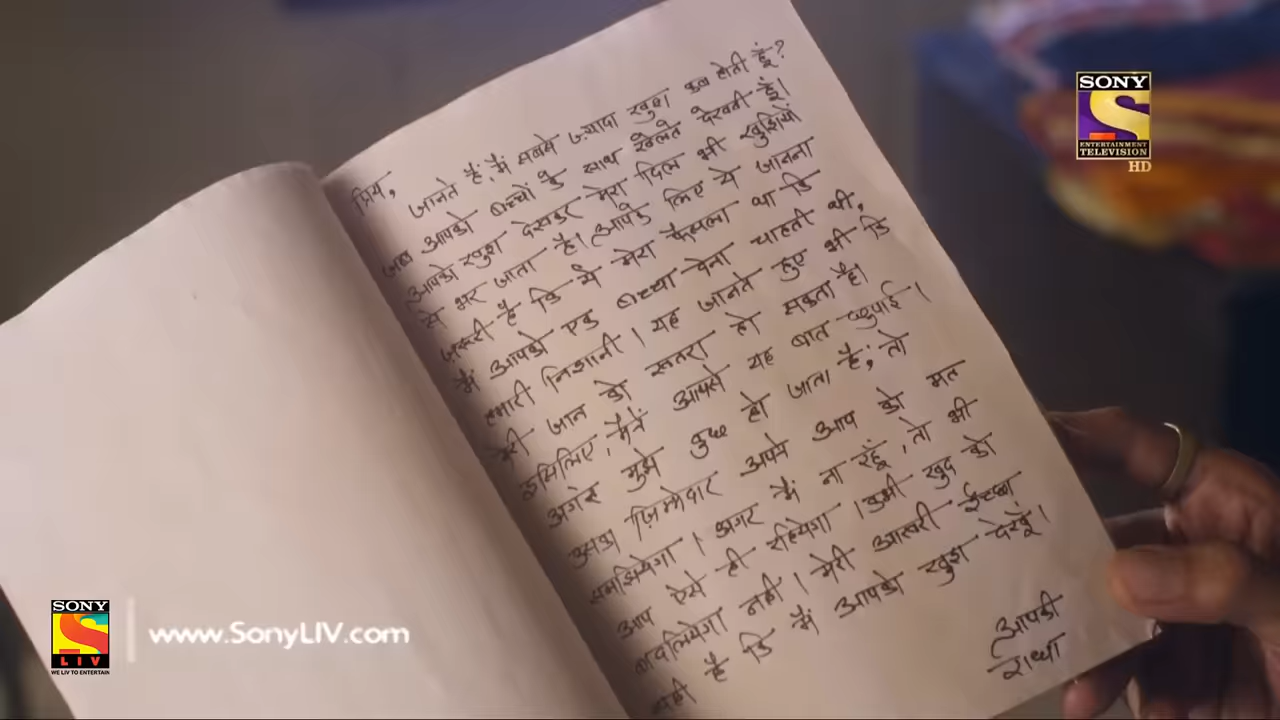 प्रिय,
जानते हैं, मैं सबसे ज़्यादा खुश कब होती हूँ?
जब आपको बच्चों के साथ खेलते देखती हूँ।
आपको खुश देखकर मेरा दिल भी खुशियों
से भर जाता है। आपके लिए ये जानना
ज़रूरी है कि ये मेरा फैसला था कि
मैं आपको एक बच्चा देना चाहती थी,
हमारी निशानी। यह जानते हुए भी कि
मेरी जान को खतरा हो सकता है।
इसलिए, मैंने आपसे यह बात छुपाई।
अगर मुझे कुछ हो जाता है, तो
उसका ज़िम्मेदार अपने आप को मत
समझियेगा। अगर मैं ना रहूँ, तो भी
आप ऐसे ही रहियेगा। कभी खुद को
बदलियेगा नहीं। मेरी आखरी ईच्छा
यही है कि मैं आपको खुश देखूँ।
आपकी
राधा
SONY
ENTERTAINMENT
TELEVISION
HD
SONY
LIV
WE LIV TO ENTERTAIN
www.SonyLIV.com